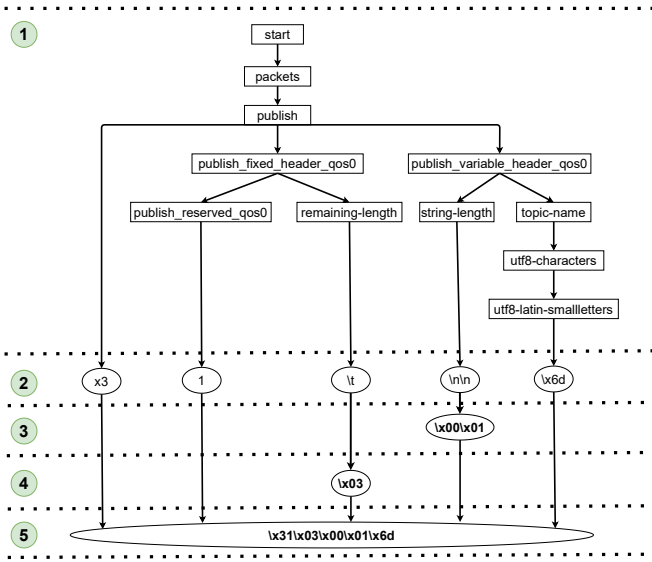 1
start
packets
publish
publish_fixed_header_qos0 publish_variable_header_qos0
publish_reserved_qos0 remaining-length string-length topic-name
utf8-characters
utf8-latin-smallletters
2 x3 1 \t \n\n \x6d
3 \x00\x01
4 \x03
5 \x31\x03\x00\x01\x6d